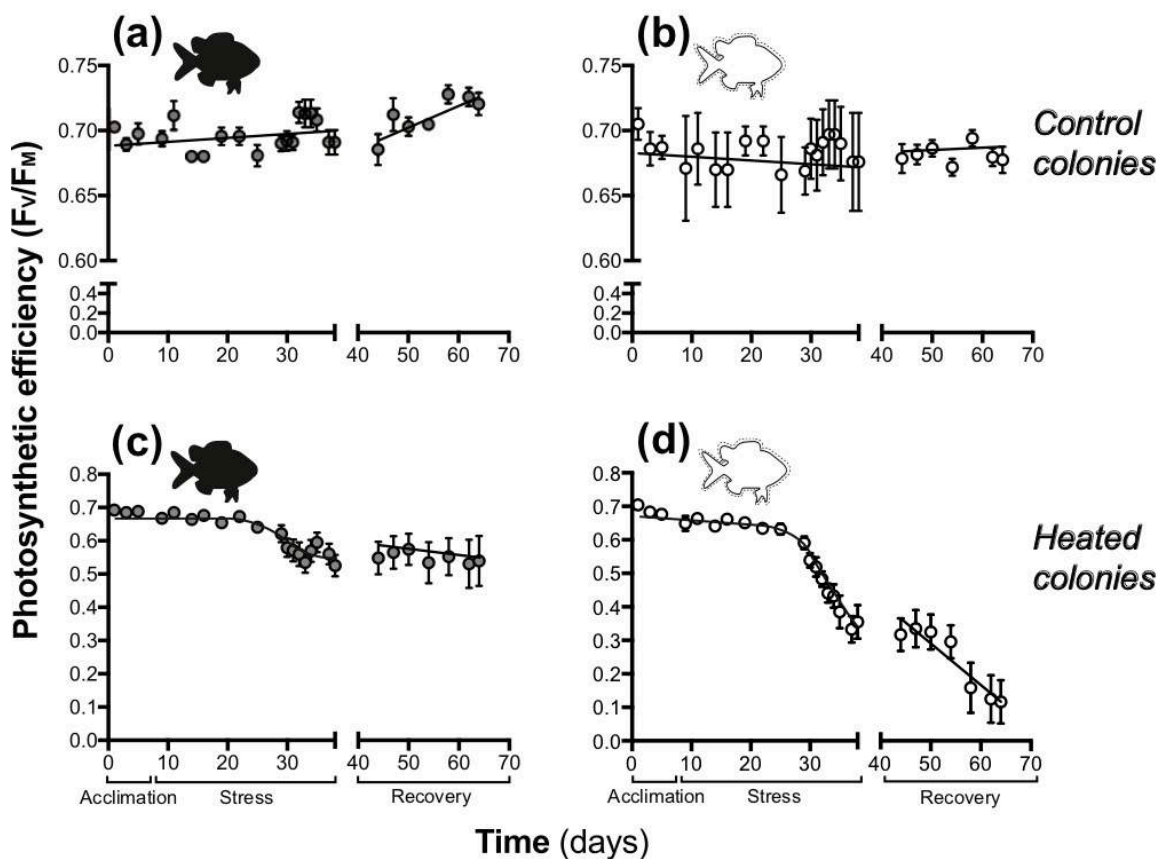 (a)
(b)
Photosynthetic efficiency (FV/FM)
0.75
0.70
0.65
0.60
0.4
0.2
0.0
0 10 20 30 40 50 60 70
0.75
0.70
0.65
0.60
0.4
0.2
0.0
0 10 20 30 40 50 60 70
Control
colonies
(c)
(d)
0.8
0.7
0.6
0.5
0.4
0.3
0.2
0.1
0.0
0 10 20 30 40 50 60 70
Acclimation Stress Recovery
0.8
0.7
0.6
0.5
0.4
0.3
0.2
0.1
0.0
0 10 20 30 40 50 60 70
Acclimation Stress Recovery
Heated
colonies
Time (days)